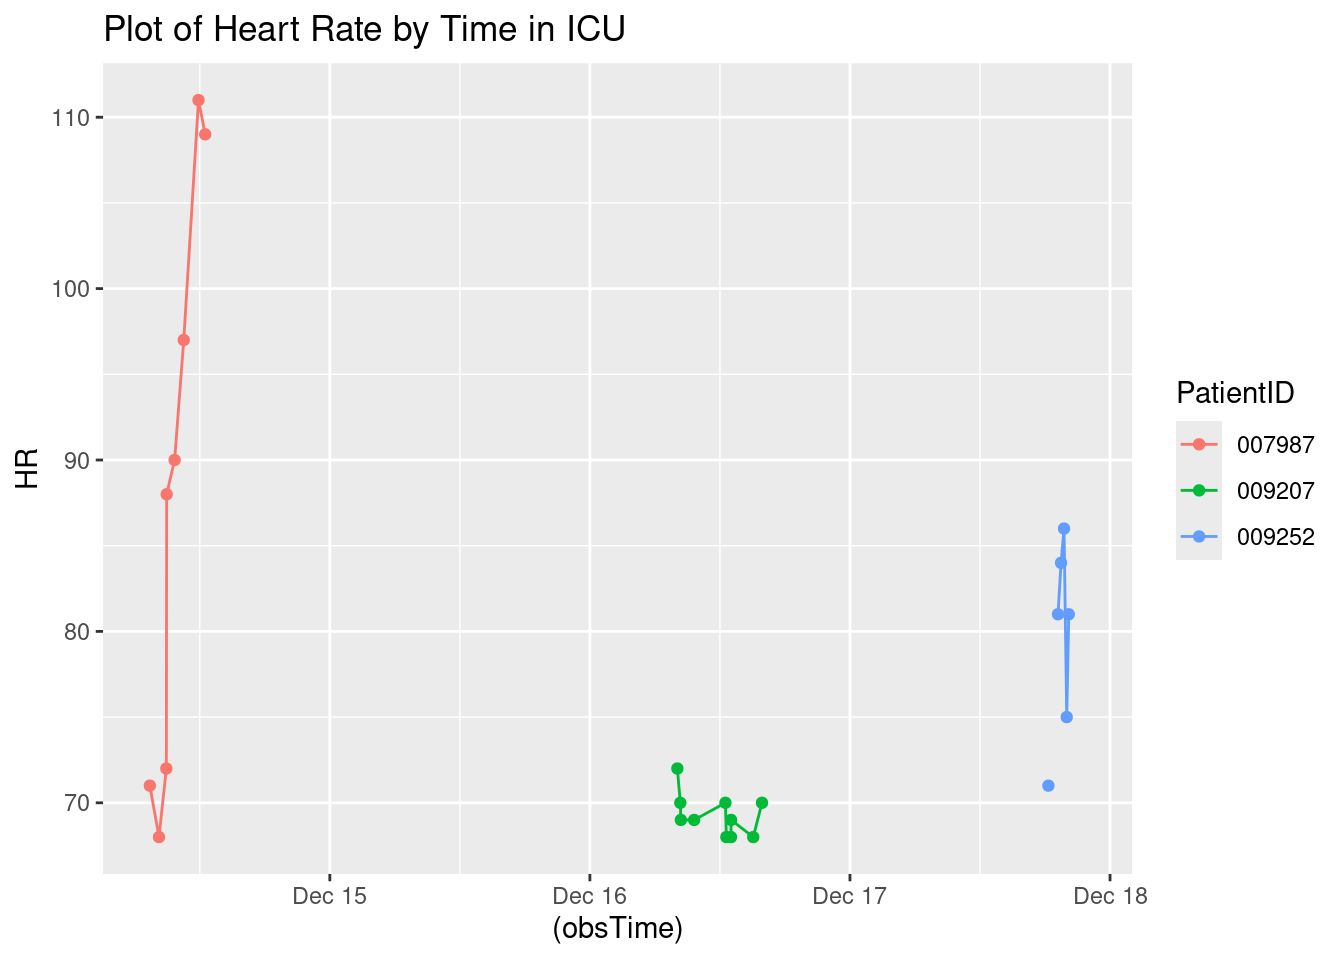 Plot of Heart Rate by Time in ICU
110
100
90
80
70
HR
Dec 15
Dec 16
Dec 17
Dec 18
(obsTime)
PatientID
007987
009207
009252